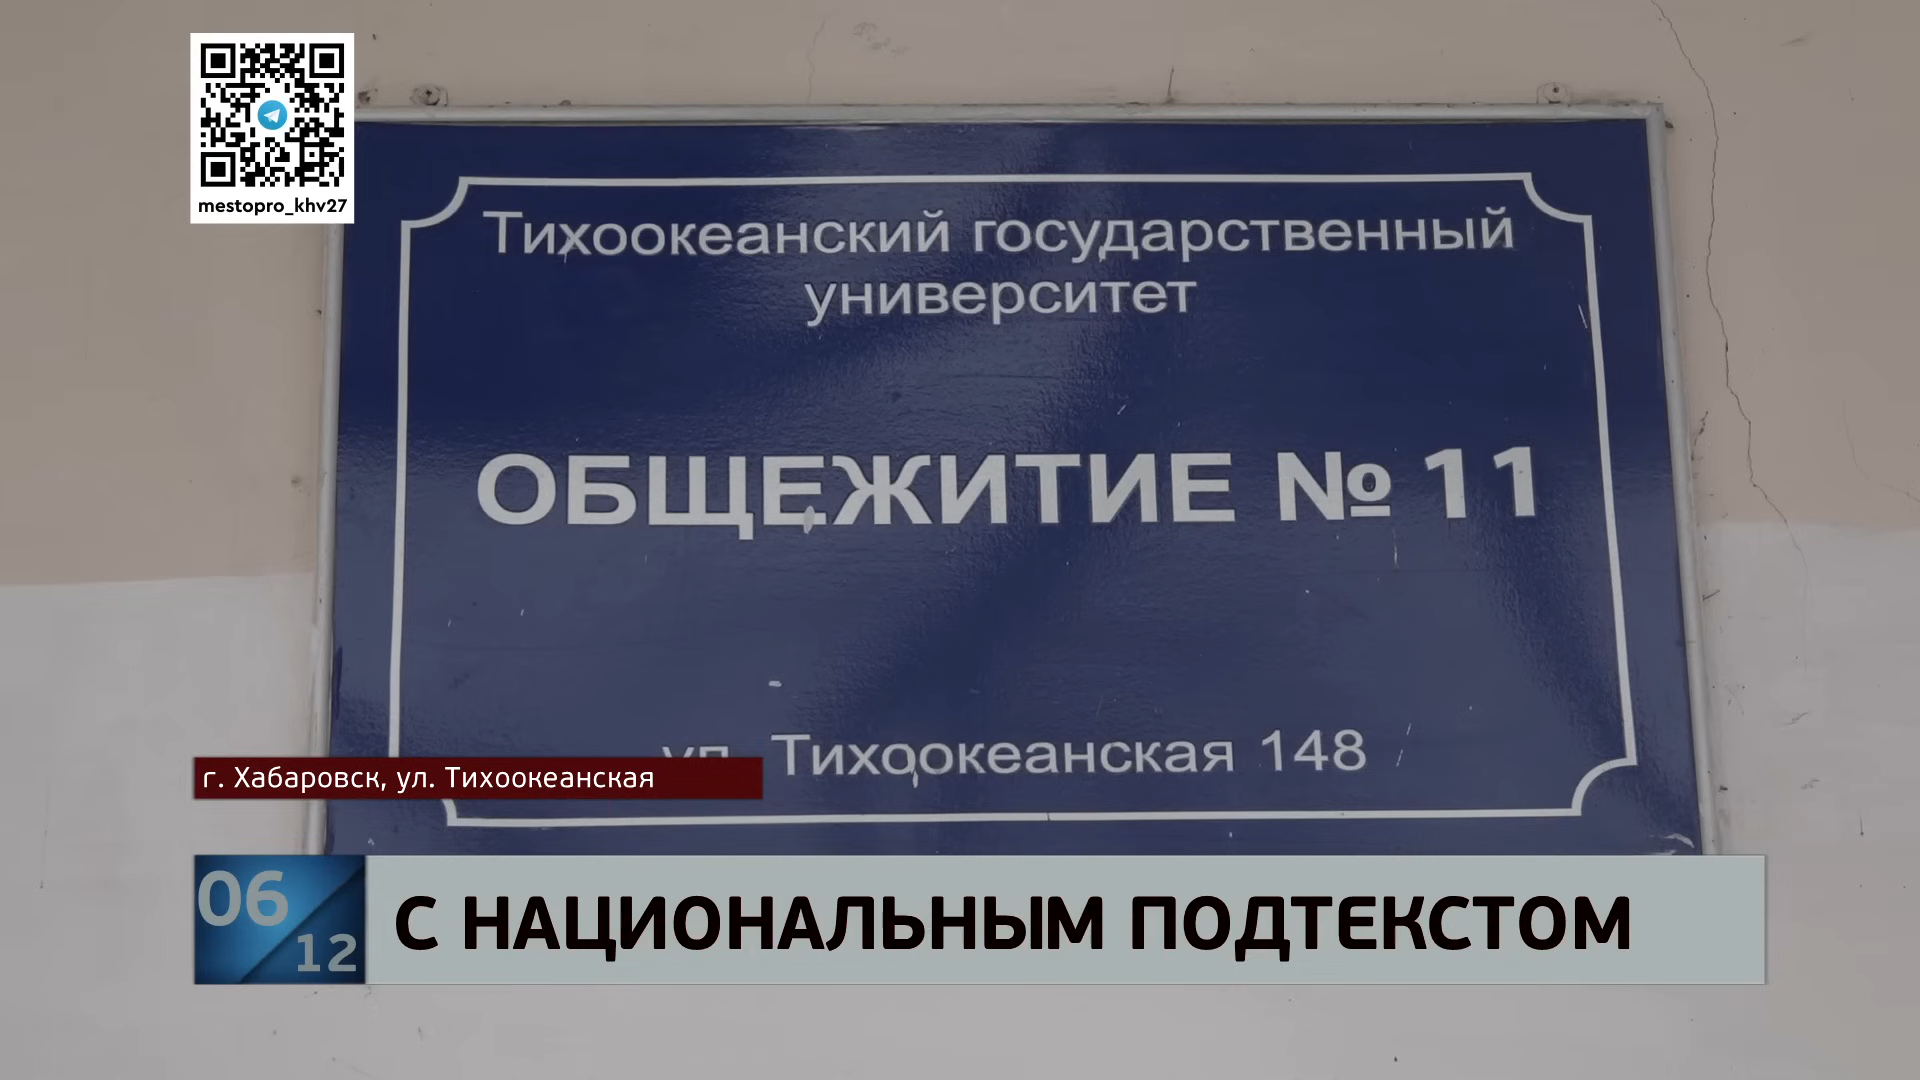 mestopro_khv27
Тихоокеанский государственный
университет
ОБЩЕЖИТИЕ № 11
ул. Тихоокеанская 148
г. Хабаровск, ул. Тихоокеанская
06
12
С НАЦИОНАЛЬНЫМ ПОДТЕКСТОМ